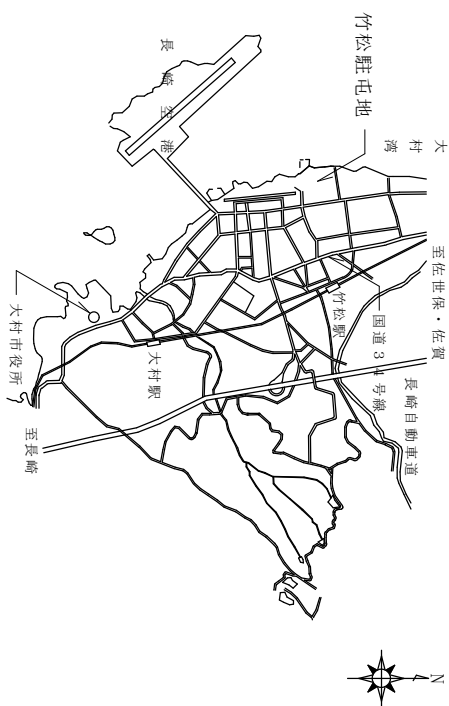 竹松駐屯地
長崎空港
大村湾
至佐世保・佐賀
長崎自動車道
国道34号線
竹松駅
大村駅
大村市役所
至長崎
N